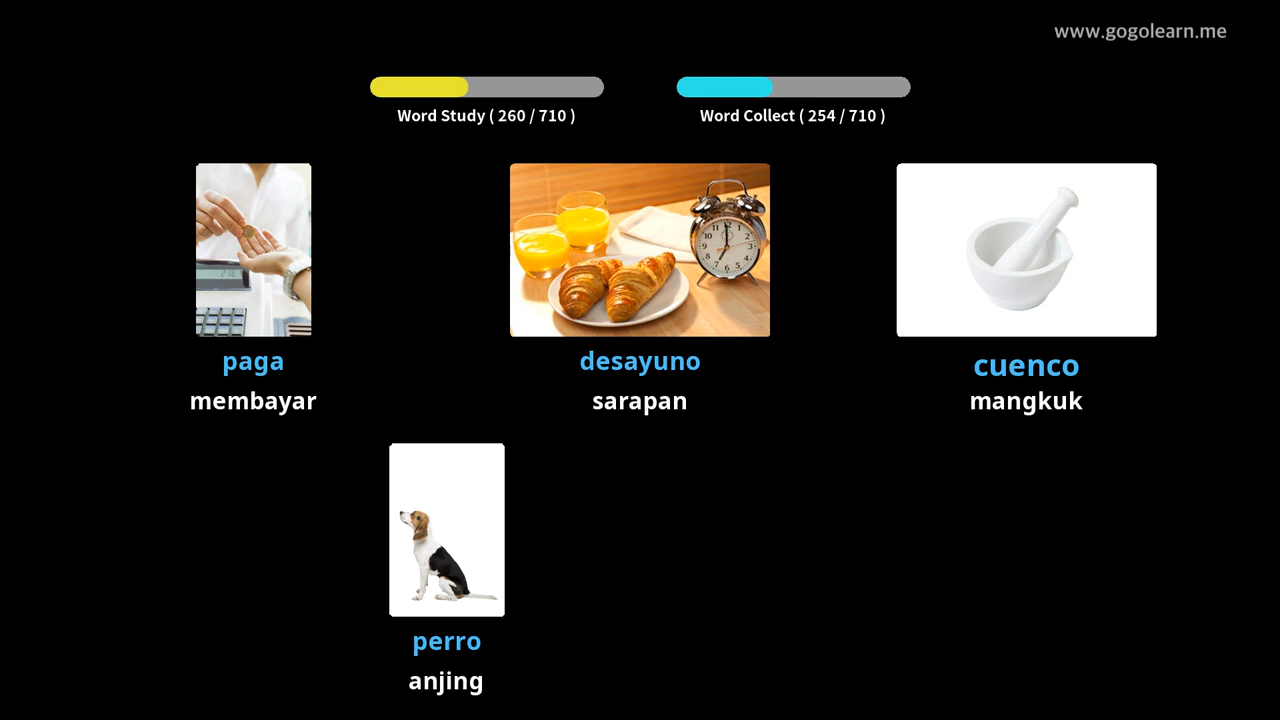 www.gogolearn.me
Word Study ( 260 / 710 )
Word Collect ( 254 / 710 )
paga
membayar
desayuno
sarapan
cuenco
mangkuk
perro
anjing